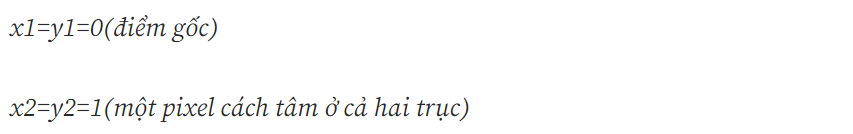 x1=y1=0(điểm gốc)
x2=y2=1(một pixel cách tâm ở cả hai trục)